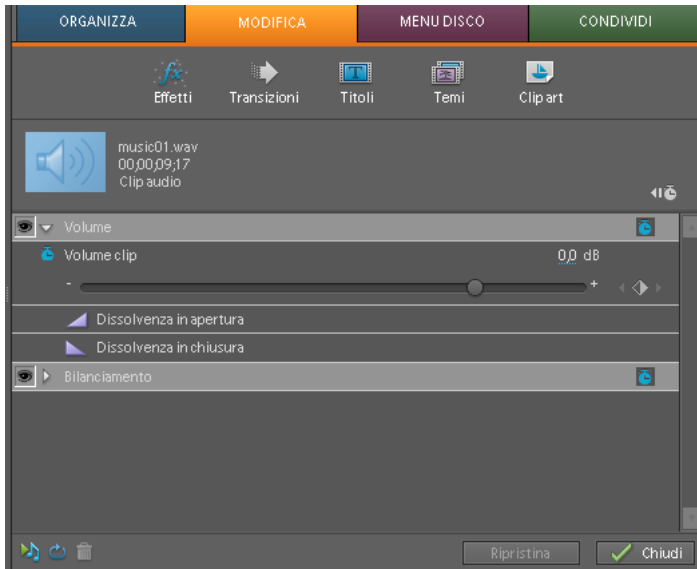 ORGANIZZA MODIFICA MENU DISCO CONDIVIDI
Effetti Transizioni Titoli Temi Clip art
music01.wav
00;00;09;17
Clip audio
Volume
Volume clip 0,0 dB
- +
Dissolvenza in apertura
Dissolvenza in chiusura
Bilanciamento
Ripristina Chiudi